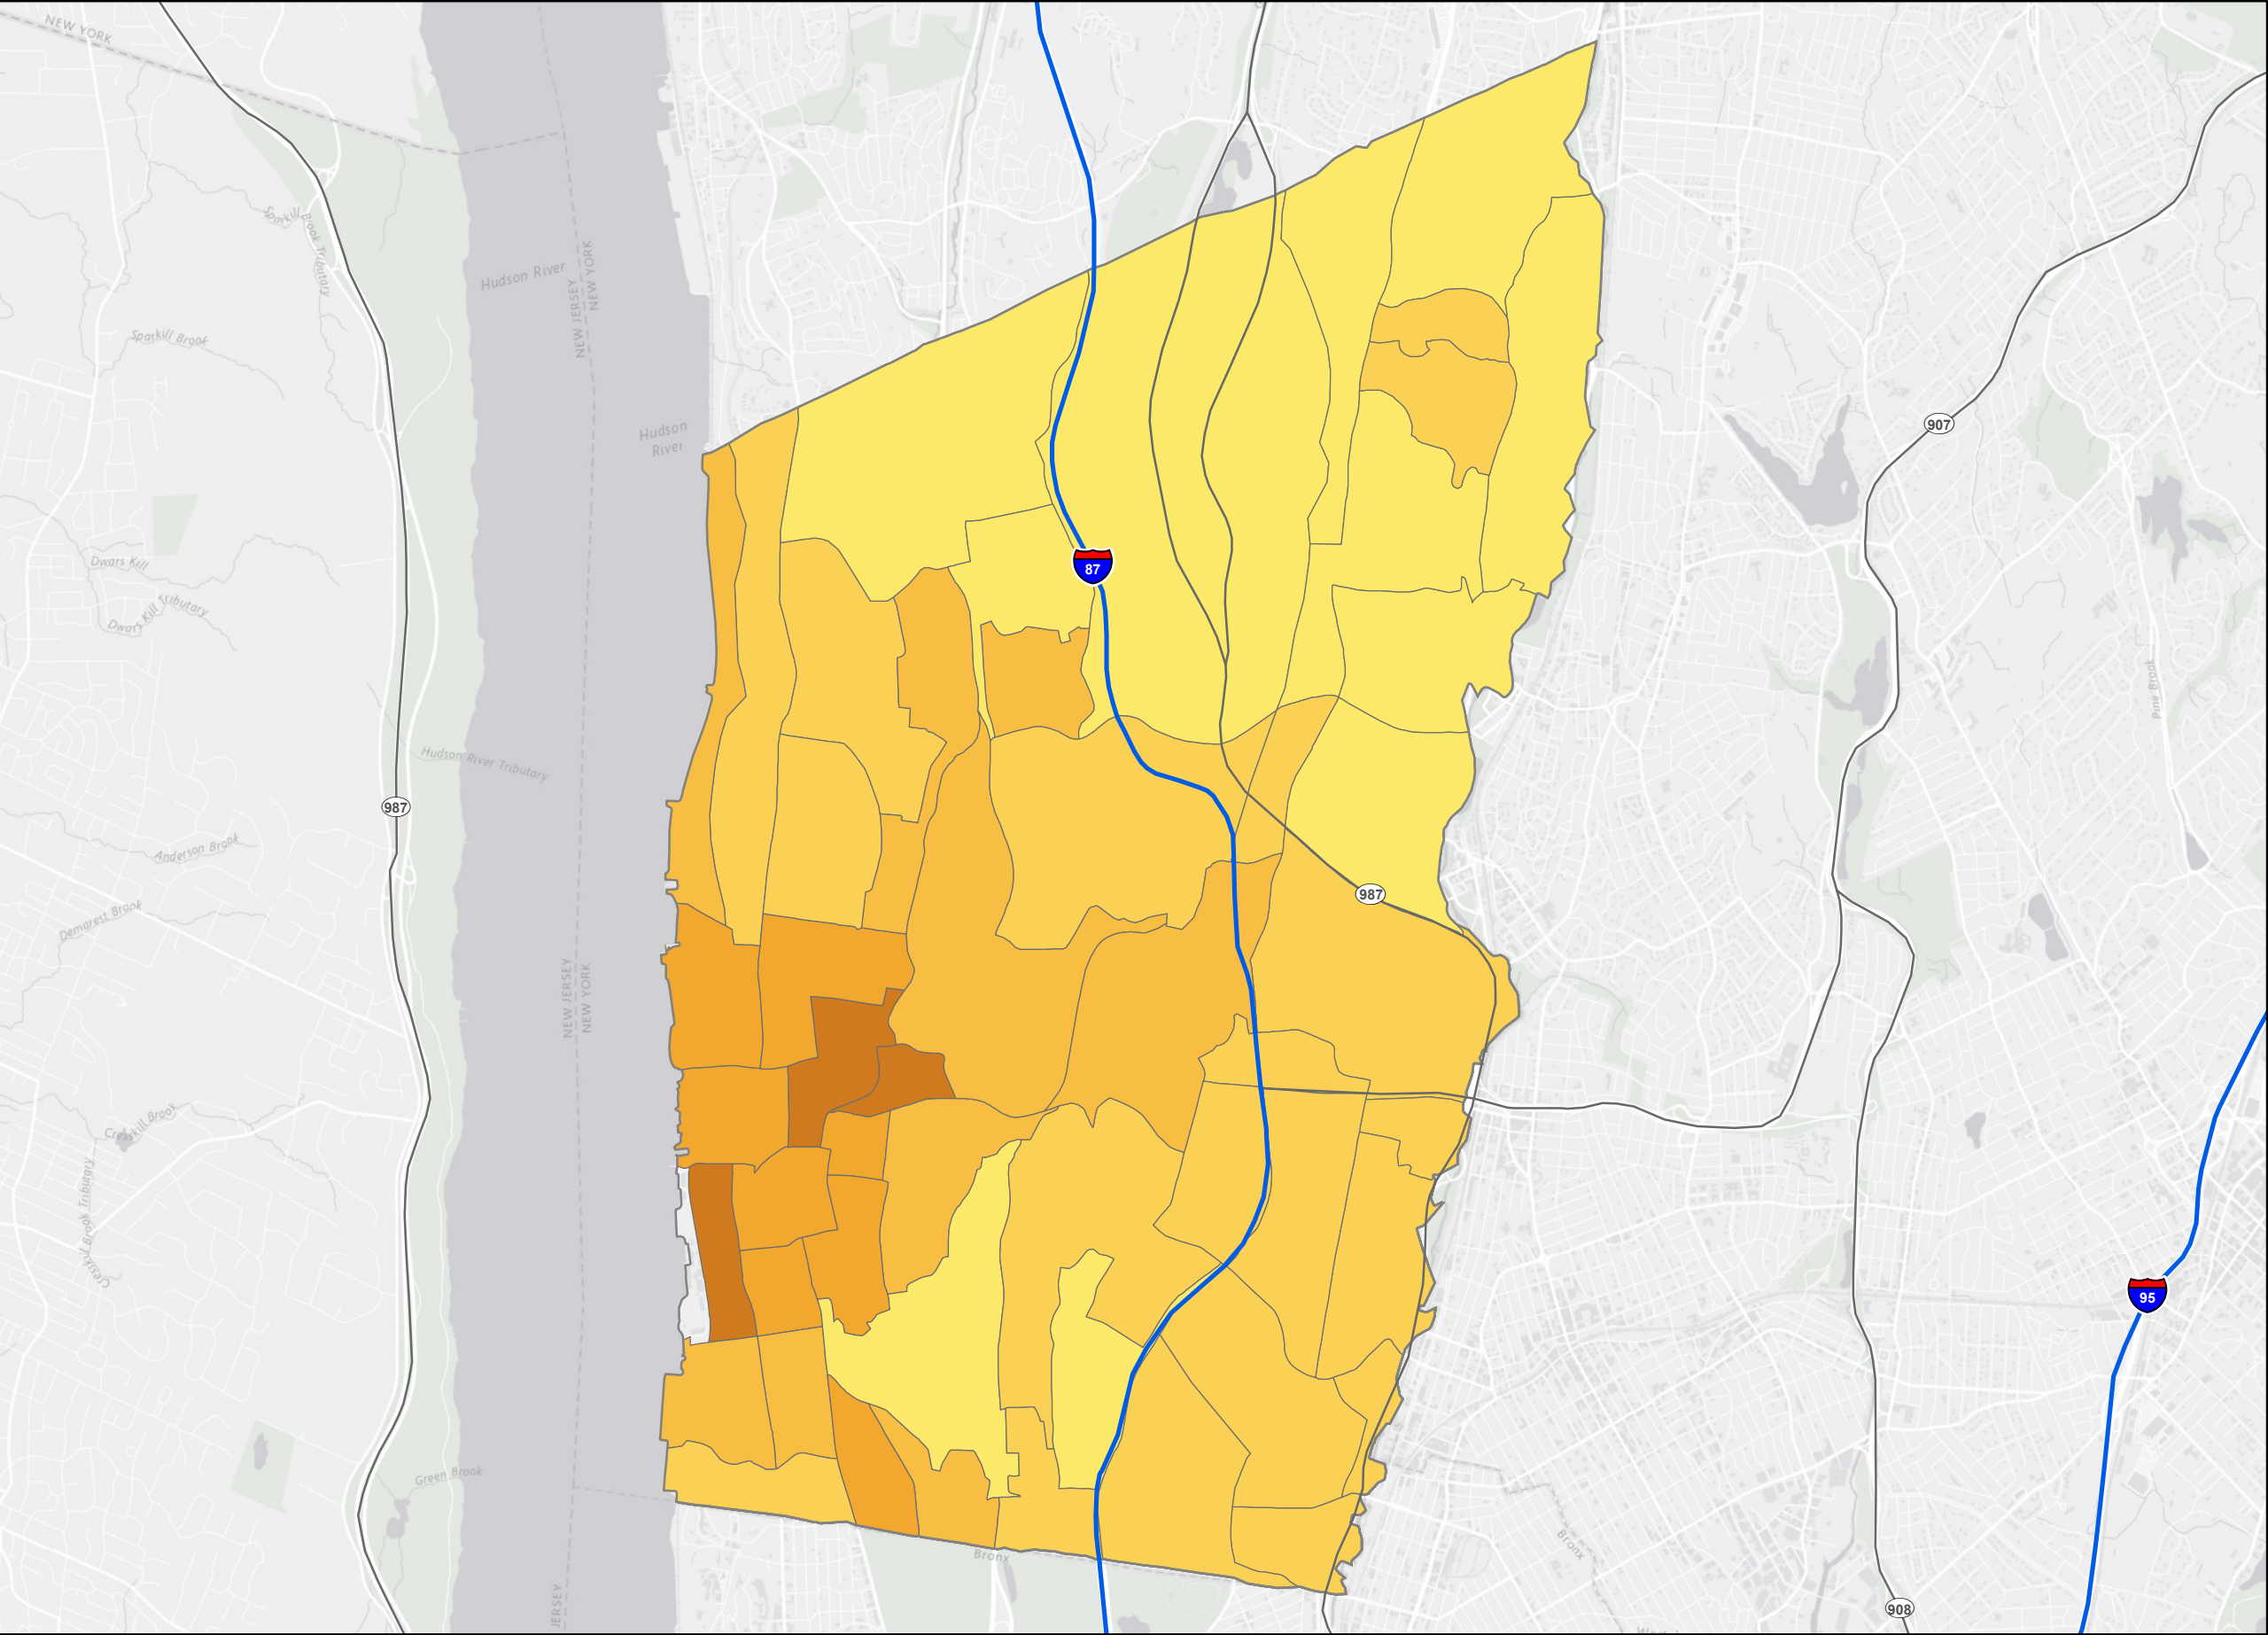 NEW YORK
Sparkill Brook Tributary
Hudson River
NEW JERSEY
NEW YORK
Sparkill Brook
Hudson
River
907
Dwars Kill
Dwars Kill Tributary
87
Pine Brook
Hudson River Tributary
987
Anderson Brook
987
Demarest Brook
NEW JERSEY
NEW YORK
Cresskill Brook
Cresskill Brook Tributary
95
Green Brook
Bronx
Bronx
JERSEY
908